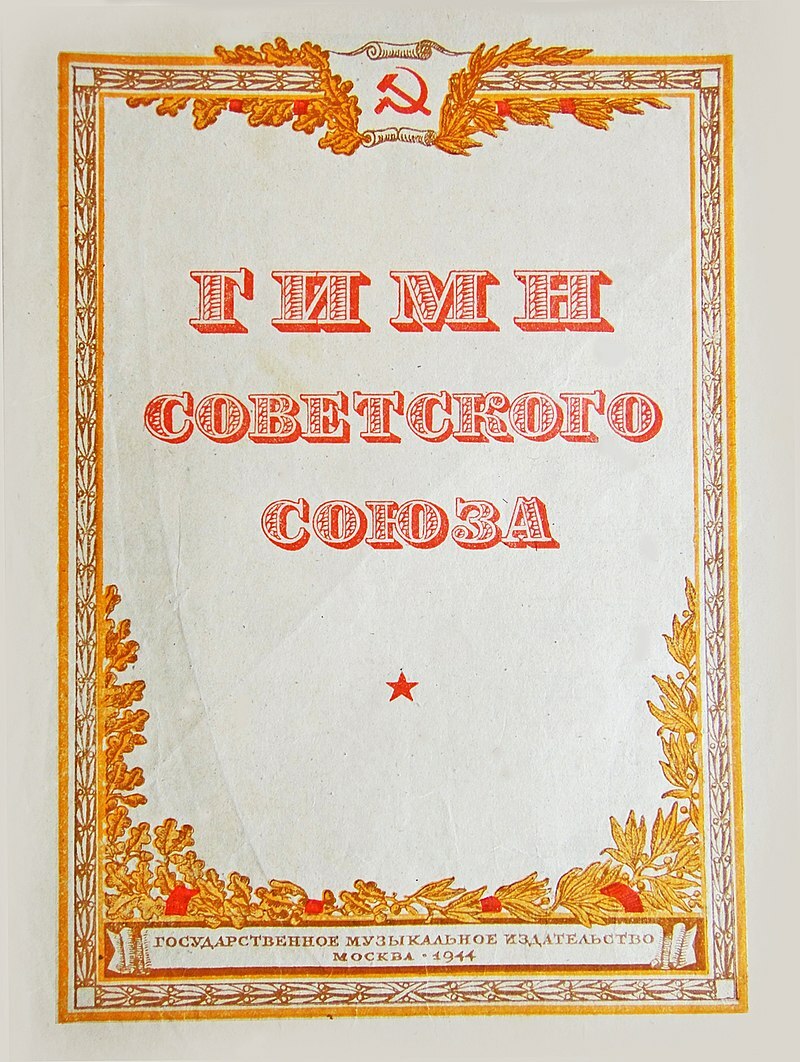 ГИМН
СОВЕТСКОГО
СОЮЗА
ГОСУДАРСТВЕННОЕ МУЗЫКАЛЬНОЕ ИЗДАТЕЛЬСТВО
МОСКВА · 1944